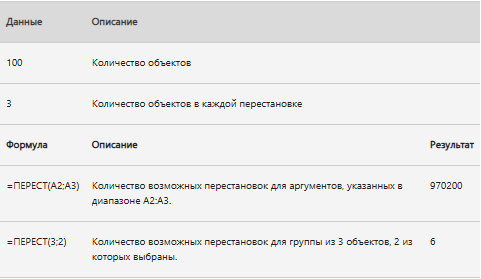 Данные Описание
100 Количество объектов
3 Количество объектов в каждой перестановке
Формула Описание Результат
=ПЕРЕСТ(A2;A3) Количество возможных перестановок для аргументов, указанных в 970200
диапазоне A2:A3.
=ПЕРЕСТ(3;2) Количество возможных перестановок для группы из 3 объектов, 2 из 6
которых выбраны.